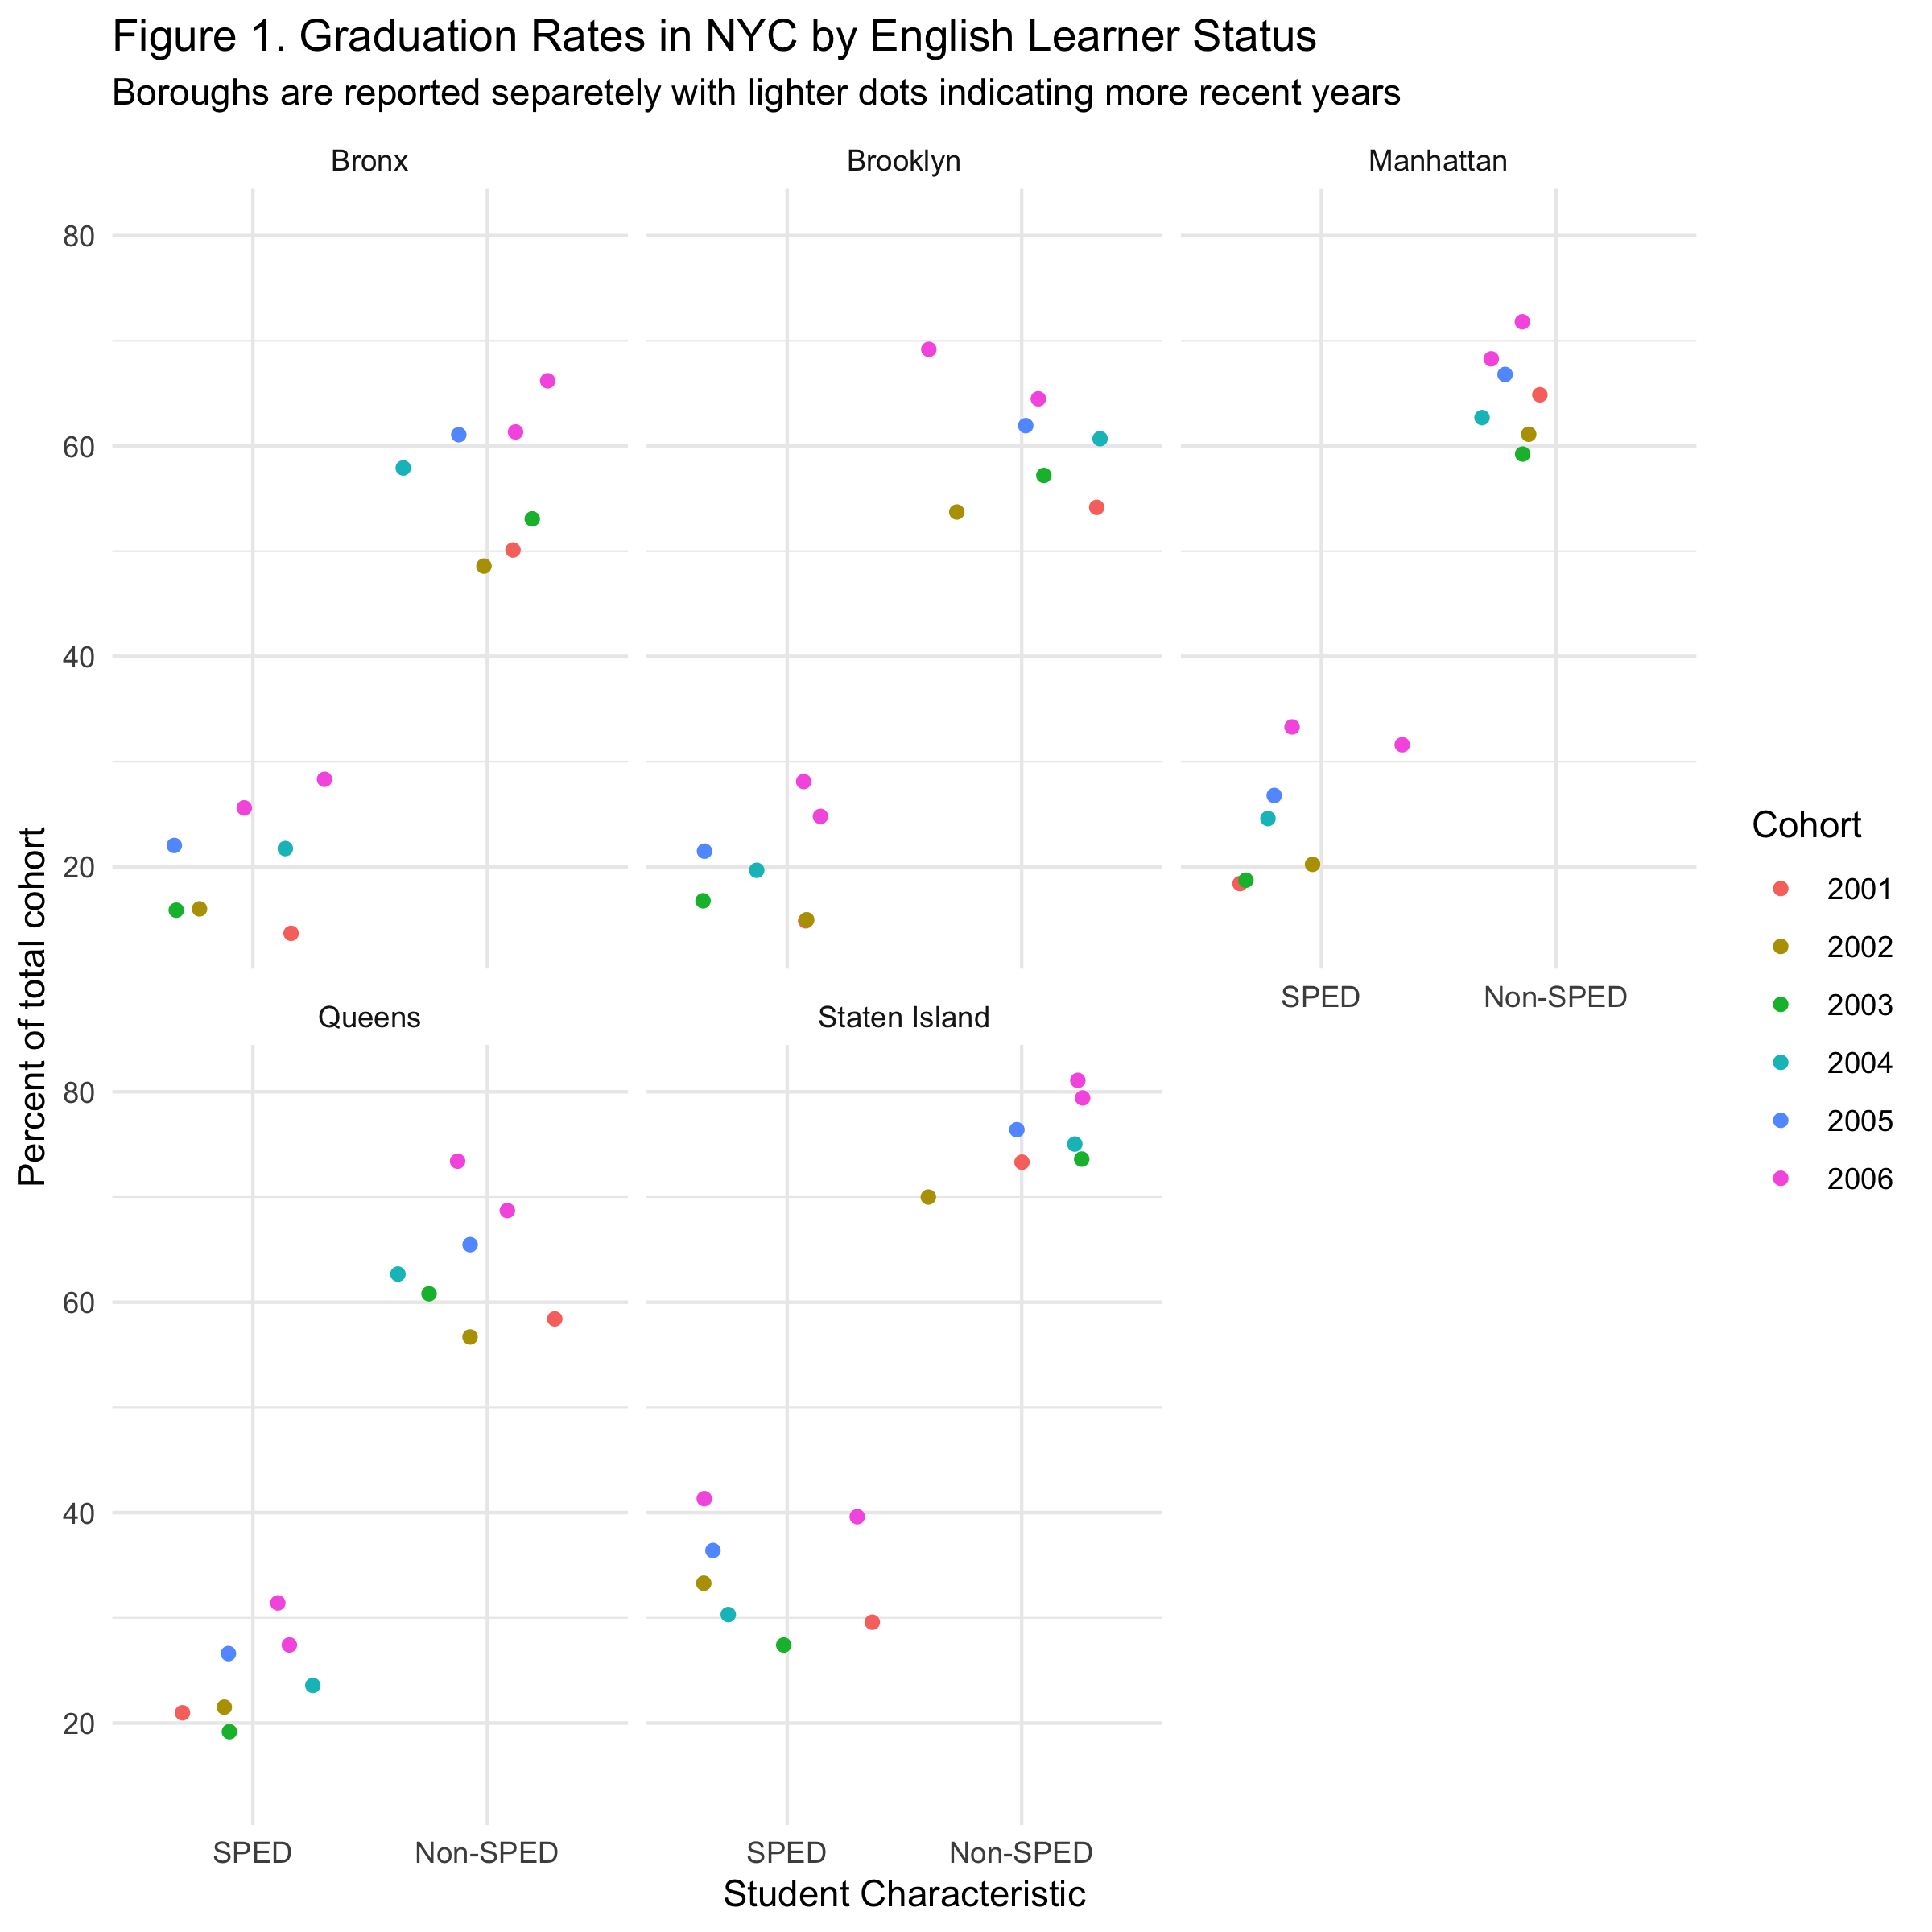 Figure 1. Graduation Rates in NYC by English Learner Status
Boroughs are reported separetely with lighter dots indicating more recent years
Bronx
Brooklyn
Manhattan
80
60
40
20
SPED
Non-SPED
Queens
Staten Island
80
60
40
20
SPED
Non-SPED
SPED
Non-SPED
Student Characteristic
Percent of total cohort
Cohort
2001
2002
2003
2004
2005
2006